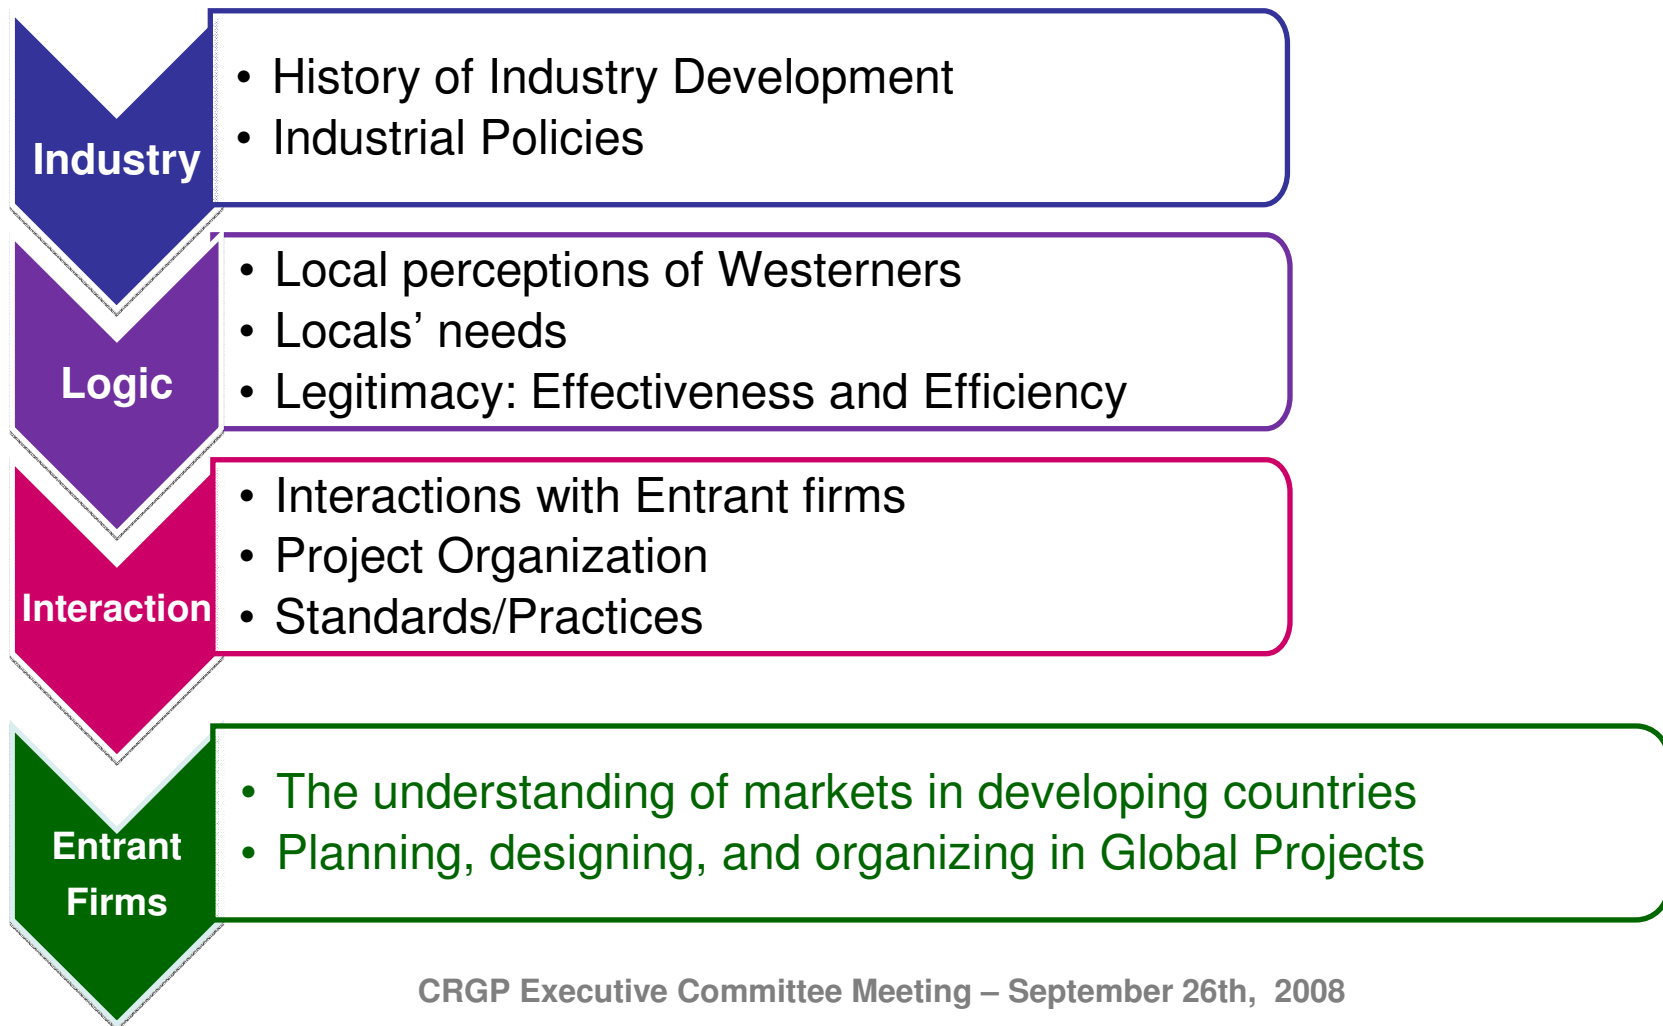 Industry
• History of Industry Development
• Industrial Policies
Logic
• Local perceptions of Westerners
• Locals’ needs
• Legitimacy: Effectiveness and Efficiency
Interaction
• Interactions with Entrant firms
• Project Organization
• Standards/Practices
Entrant
Firms
• The understanding of markets in developing countries
• Planning, designing, and organizing in Global Projects
CRGP Executive Committee Meeting – September 26th, 2008